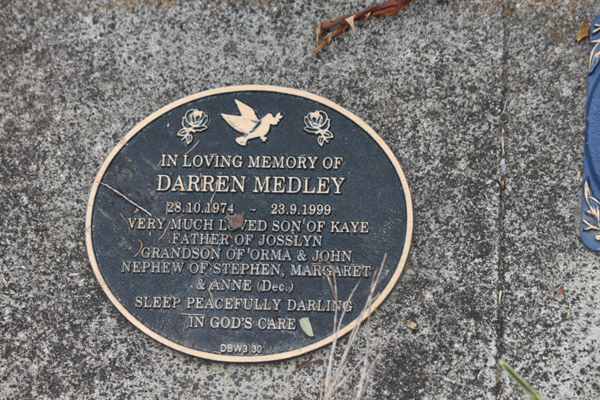 IN LOVING MEMORY OF
DARREN MEDLEY
28.10.1974 - 23.9.1999
VERY MUCH LOVED SON OF KAYE
FATHER OF JOSSLYN
GRANDSON OF ORMA & JOHN
NEPHEW OF STEPHEN, MARGARET
& ANNE (Dec.)
SLEEP PEACEFULLY DARLING
IN GOD'S CARE
DBW3 30